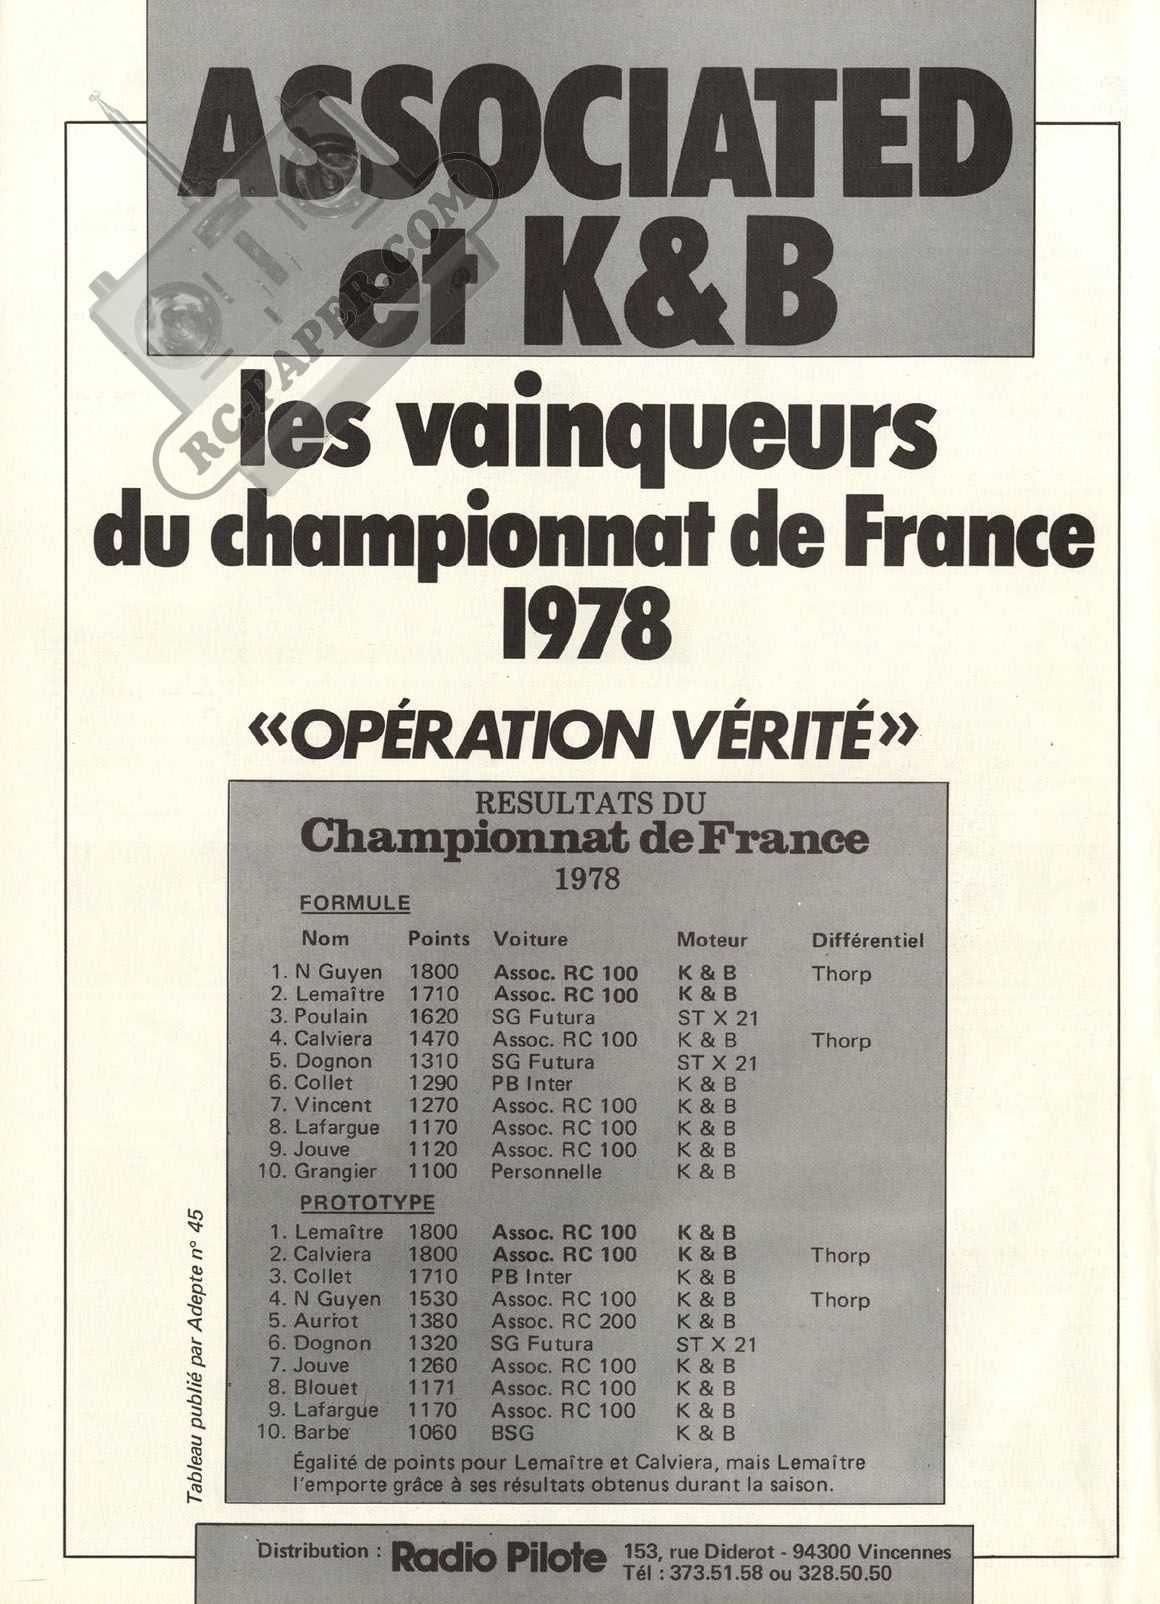 ASSOCIATED
et K&B
RC-PAPER.COM
les vainqueurs
du championnat de France
1978
«OPÉRATION VÉRITÉ»
RESULTATS DU
Championnat de France
1978
FORMULE
Nom Points Voiture Moteur Différentiel
1. N Guyen 1800 Assoc. RC 100 K & B Thorp
2. Lemaître 1710 Assoc. RC 100 K & B
3. Poulain 1620 SG Futura ST X 21
4. Calviera 1470 Assoc. RC 100 K & B Thorp
5. Dognon 1310 SG Futura ST X 21
6. Collet 1290 PB Inter K & B
7. Vincent 1270 Assoc. RC 100 K & B
8. Lafargue 1170 Assoc. RC 100 K & B
9. Jouve 1120 Assoc. RC 100 K & B
10. Grangier 1100 Personnelle K & B
PROTOTYPE
1. Lemaître 1800 Assoc. RC 100 K & B
2. Calviera 1800 Assoc. RC 100 K & B Thorp
3. Collet 1710 PB Inter K & B
4. N Guyen 1530 Assoc. RC 100 K & B Thorp
5. Auriot 1380 Assoc. RC 200 K & B
6. Dognon 1320 SG Futura ST X 21
7. Jouve 1260 Assoc. RC 100 K & B
8. Blouet 1171 Assoc. RC 100 K & B
9. Lafargue 1170 Assoc. RC 100 K & B
10. Barbe 1060 BSG K & B
Égalité de points pour Lemaître et Calviera, mais Lemaître
l'emporte grâce à ses résultats obtenus durant la saison.
Tableau publié par Adepte n° 45
Distribution : Radio Pilote 153, rue Diderot - 94300 Vincennes
Tél : 373.51.58 ou 328.50.50